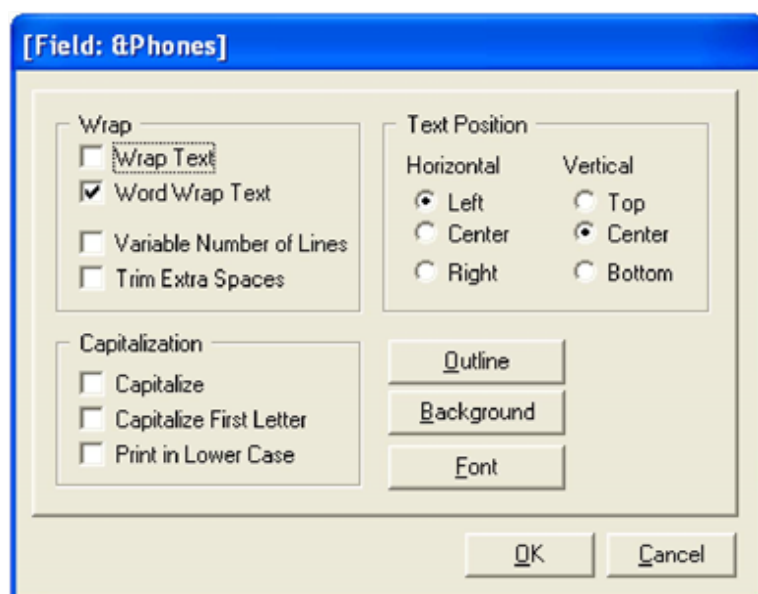 [Field: &Phones]
Wrap
Wrap Text
Word Wrap Text
Variable Number of Lines
Trim Extra Spaces
Text Position
Horizontal
Left
Center
Right
Vertical
Top
Center
Bottom
Capitalization
Capitalize
Capitalize First Letter
Print in Lower Case
Outline
Background
Font
OK
Cancel